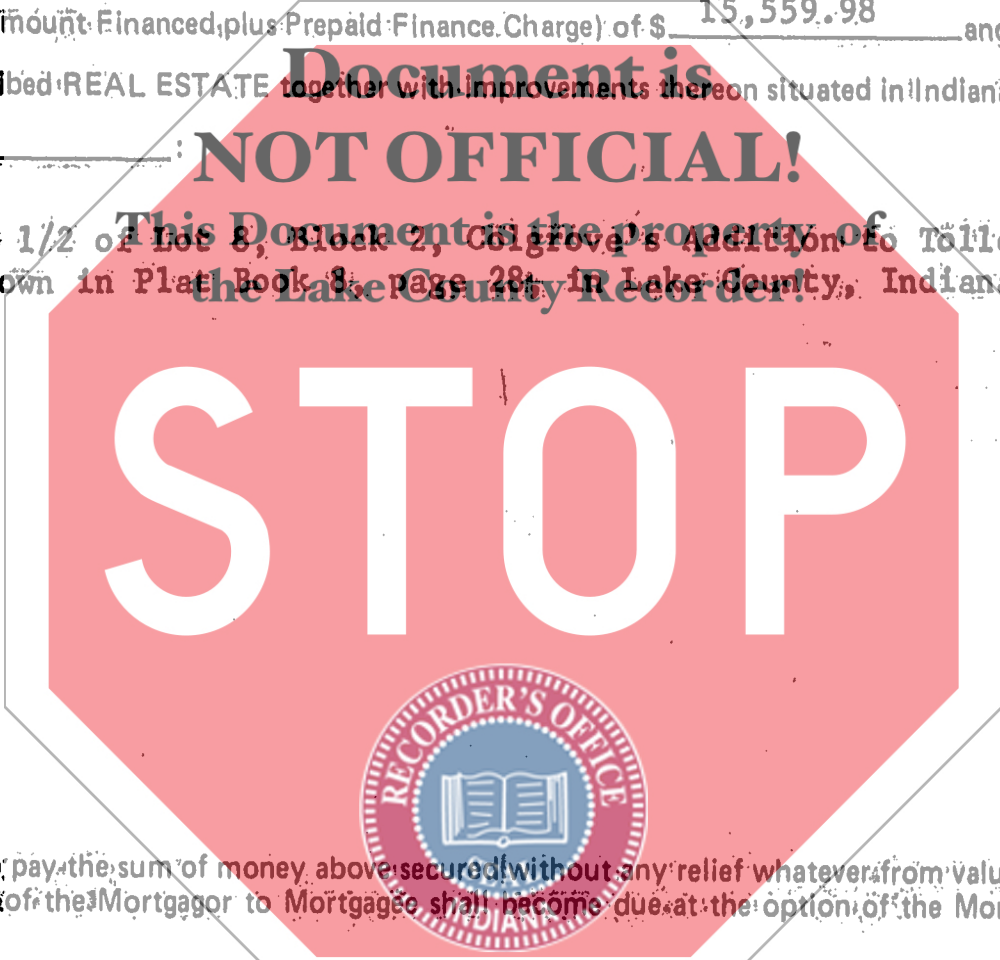 mount Financed, plus Prepaid Finance Charge) of $ 15,559.98 and
bed REAL ESTATE together with improvements thereon situated in Indiana
Document is
NOT OFFICIAL!
:
This Document is the property of
the Lake County Recorder!
1/2 of Lot 8, Block 2, Colgrove's Addition to Tolle
own in Plat Book 8, page 28, in Lake County, Indiana
STOP
RECORDER'S OFFICE
INDIANA
pay the sum of money above secured without any relief whatever from valu
of the Mortgagor to Mortgagee shall become due at the option of the Mor